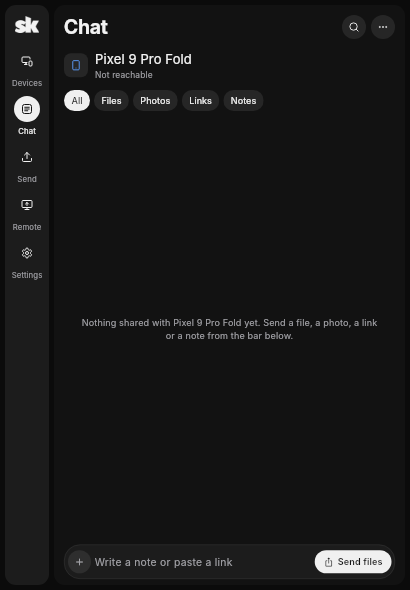 sk
Devices
Chat
Send
Remote
Settings
Chat
Pixel 9 Pro Fold
Not reachable
All Files Photos Links Notes
Nothing shared with Pixel 9 Pro Fold yet. Send a file, a photo, a link
or a note from the bar below.
Write a note or paste a link
Send files